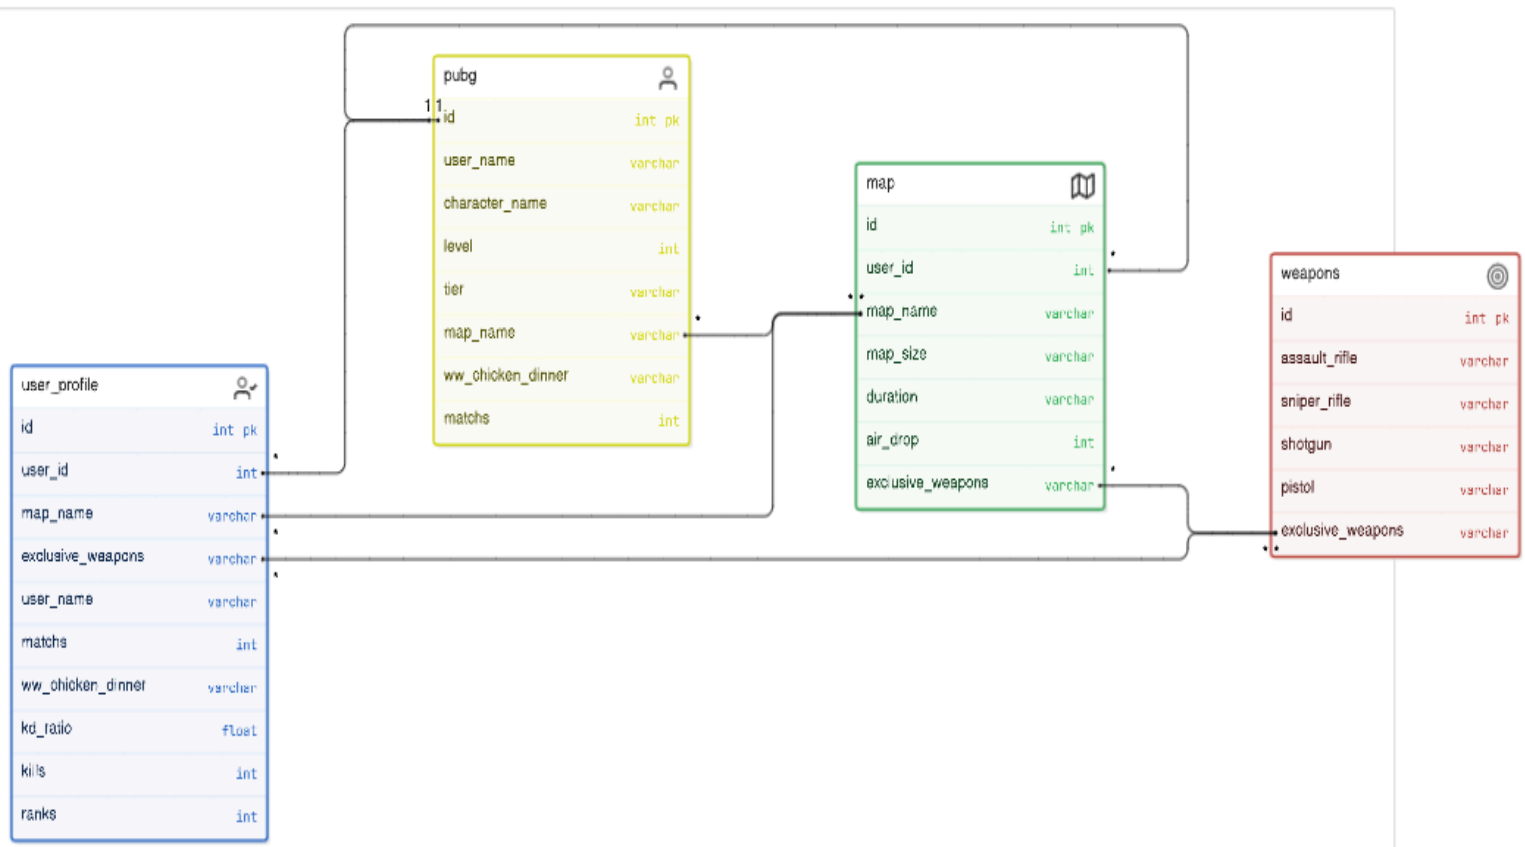 pubg
1 1
id int pk
user_name varchar
character_name varchar
level int
tier varchar
map_name varchar *
ww_chicken_dinner varchar
matchs int
map
id int pk
user_id int *
* * map_name varchar
map_size varchar
duration varchar
air_drop int
exclusive_weapons varchar *
weapons
id int pk
assault_rifle varchar
sniper_rifle varchar
shotgun varchar
pistol varchar
exclusive_weapons varchar
* *
user_profile
id int pk
user_id int *
map_name varchar *
exclusive_weapons varchar *
user_name varchar
matchs int
ww_chicken_dinner varchar
kd_ratio float
kills int
ranks int